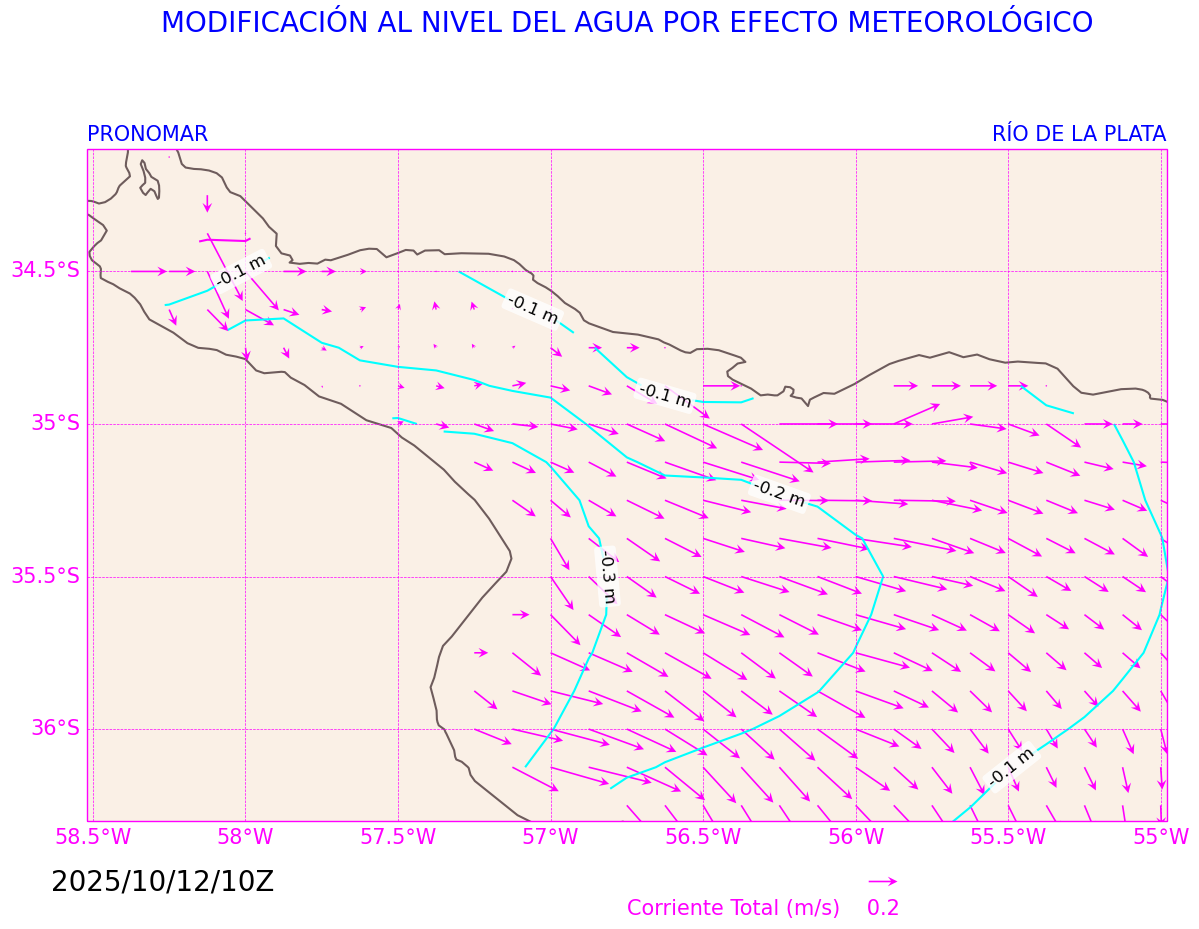 MODIFICACIÓN AL NIVEL DEL AGUA POR EFECTO METEOROLÓGICO
PRONOMAR RÍO DE LA PLATA
-0.1 m
34.5°S
-0.1 m
-0.1 m
35°S
-0.2 m
-0.3 m
35.5°S
36°S
-0.1 m
58.5°W 58°W 57.5°W 57°W 56.5°W 56°W 55.5°W 55°W
2025/10/12/10Z
Corriente Total (m/s) 0.2